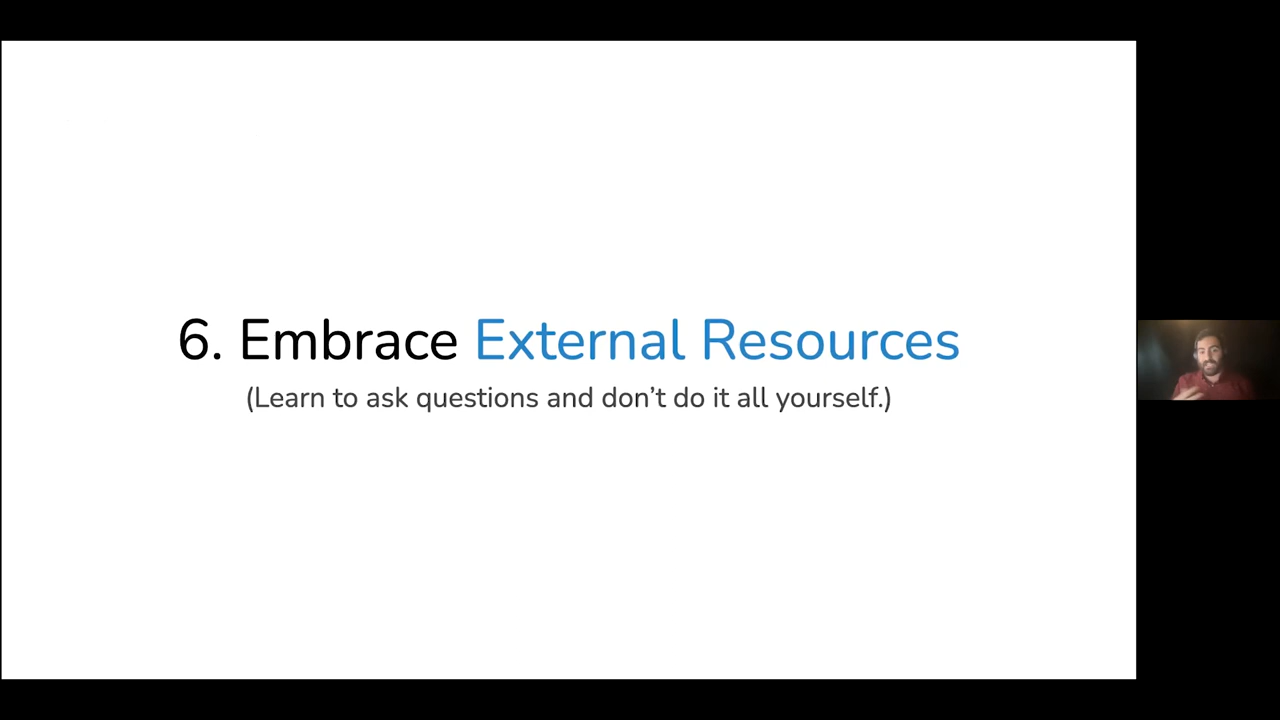 6. Embrace External Resources
(Learn to ask questions and don’t do it all yourself.)